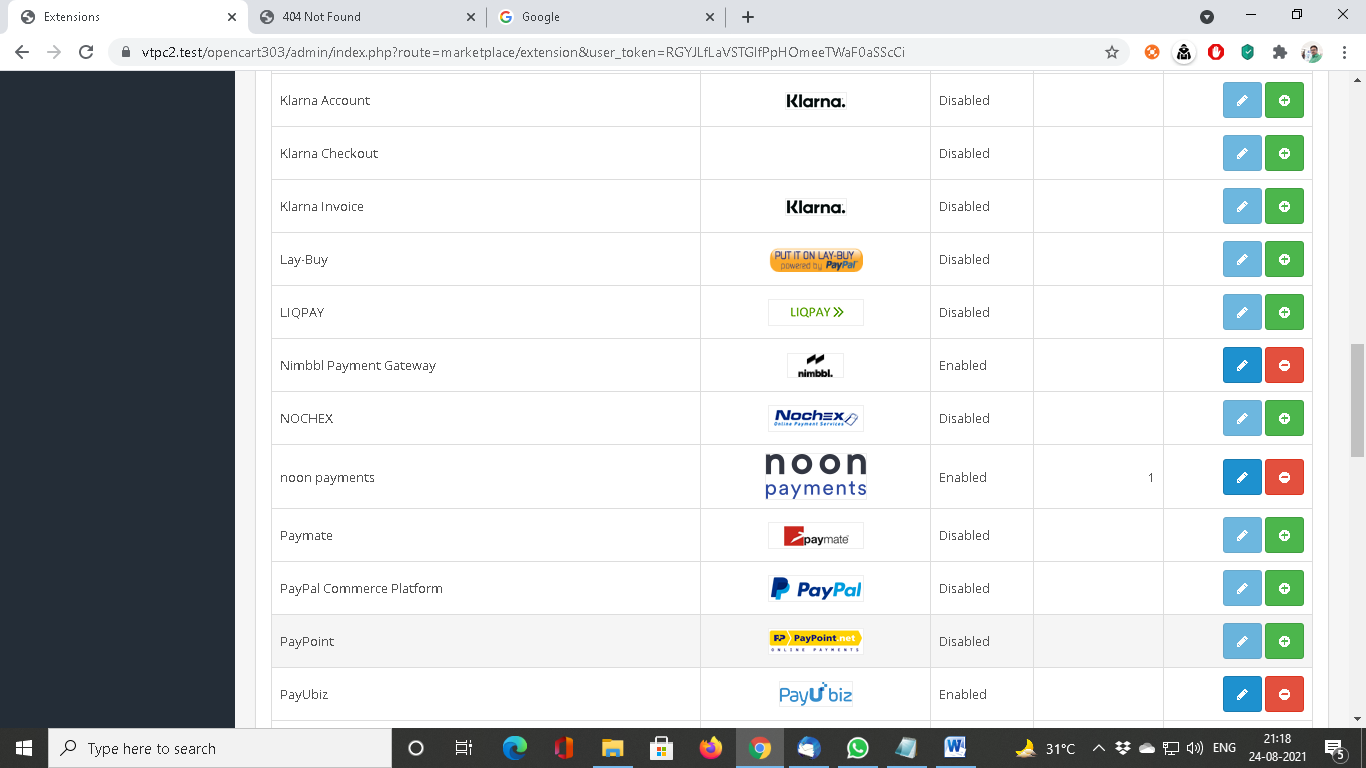 Extensions
404 Not Found
Google
vtpc2.test/opencart303/admin/index.php?route=marketplace/extension&user_token=RGYJLfLaVSTGlfPpHOmeeTWaF0aSScCi
Klarna Account Klarna. Disabled
Klarna Checkout Disabled
Klarna Invoice Klarna. Disabled
Lay-Buy PUT IT ON LAY-BUY Disabled
powered by PayPal
LIQPAY LIQPAY Disabled
Nimbbl Payment Gateway nimbbl. Enabled
NOCHEX Nochex Disabled
Online Payment Services
noon payments noon payments Enabled 1
Paymate paymate Disabled
PayPal Commerce Platform PayPal Disabled
PayPoint PayPoint.net Disabled
ONLINE PAYMENTS
PayUbiz PayUbiz Enabled
Type here to search
31°C
ENG
21:18
24-08-2021
5